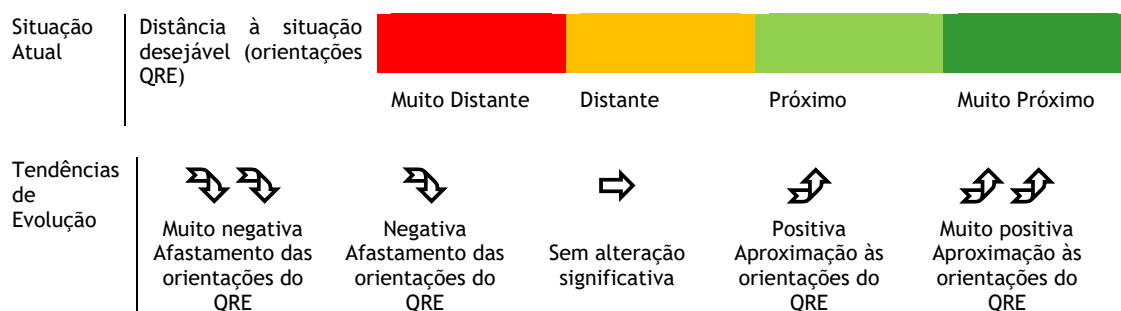 Situação
Atual
Distância à situação
desejável (orientações
QRE)
Muito Distante
Distante
Próximo
Muito Próximo
Tendências
de
Evolução
Muito negativa
Afastamento das
orientações do
QRE
Negativa
Afastamento das
orientações do
QRE
Sem alteração
significativa
Positiva
Aproximação às
orientações do
QRE
Muito positiva
Aproximação às
orientações do
QRE